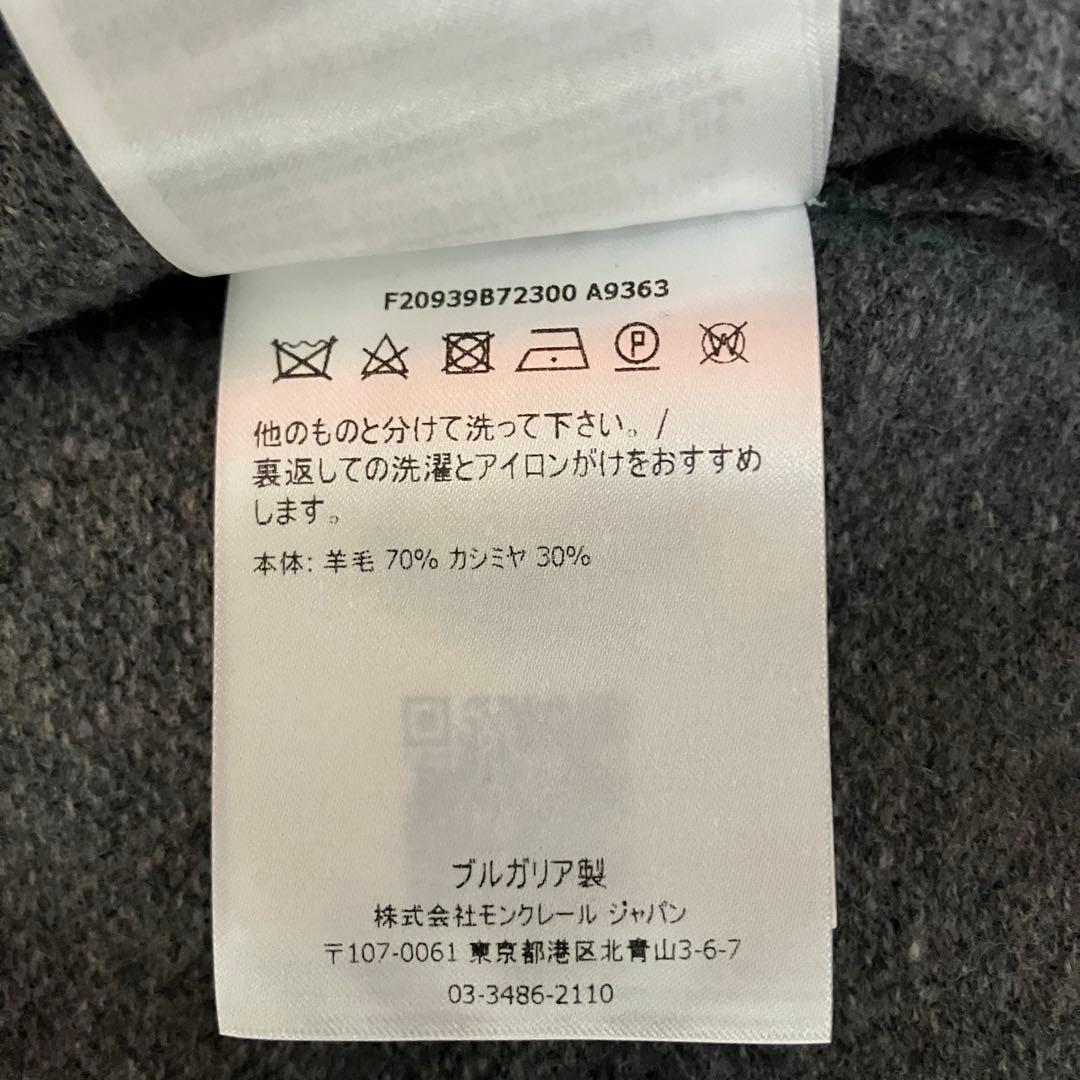 F20939B72300 A9363
P W
他のものと分けて洗って下さい。/
裏返しての洗濯とアイロンがけをおすすめ
します。
本体: 羊毛 70% カシミヤ 30%
ブルガリア製
株式会社モンクレール ジャパン
〒107-0061 東京都港区北青山3-6-7
03-3486-2110